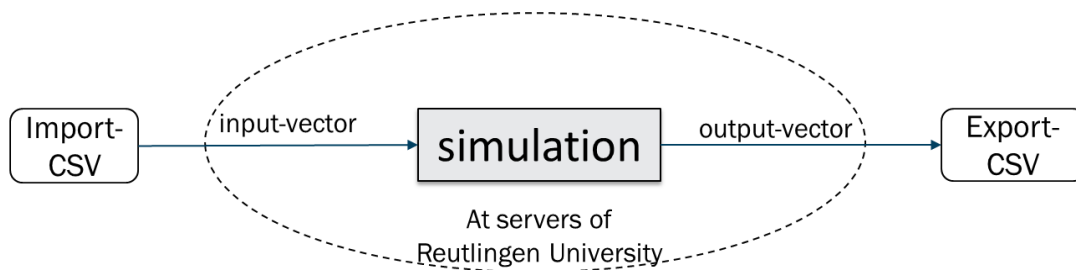 Import-
CSV
input-vector
simulation
output-vector
Export-
CSV
At servers of
Reutlingen University